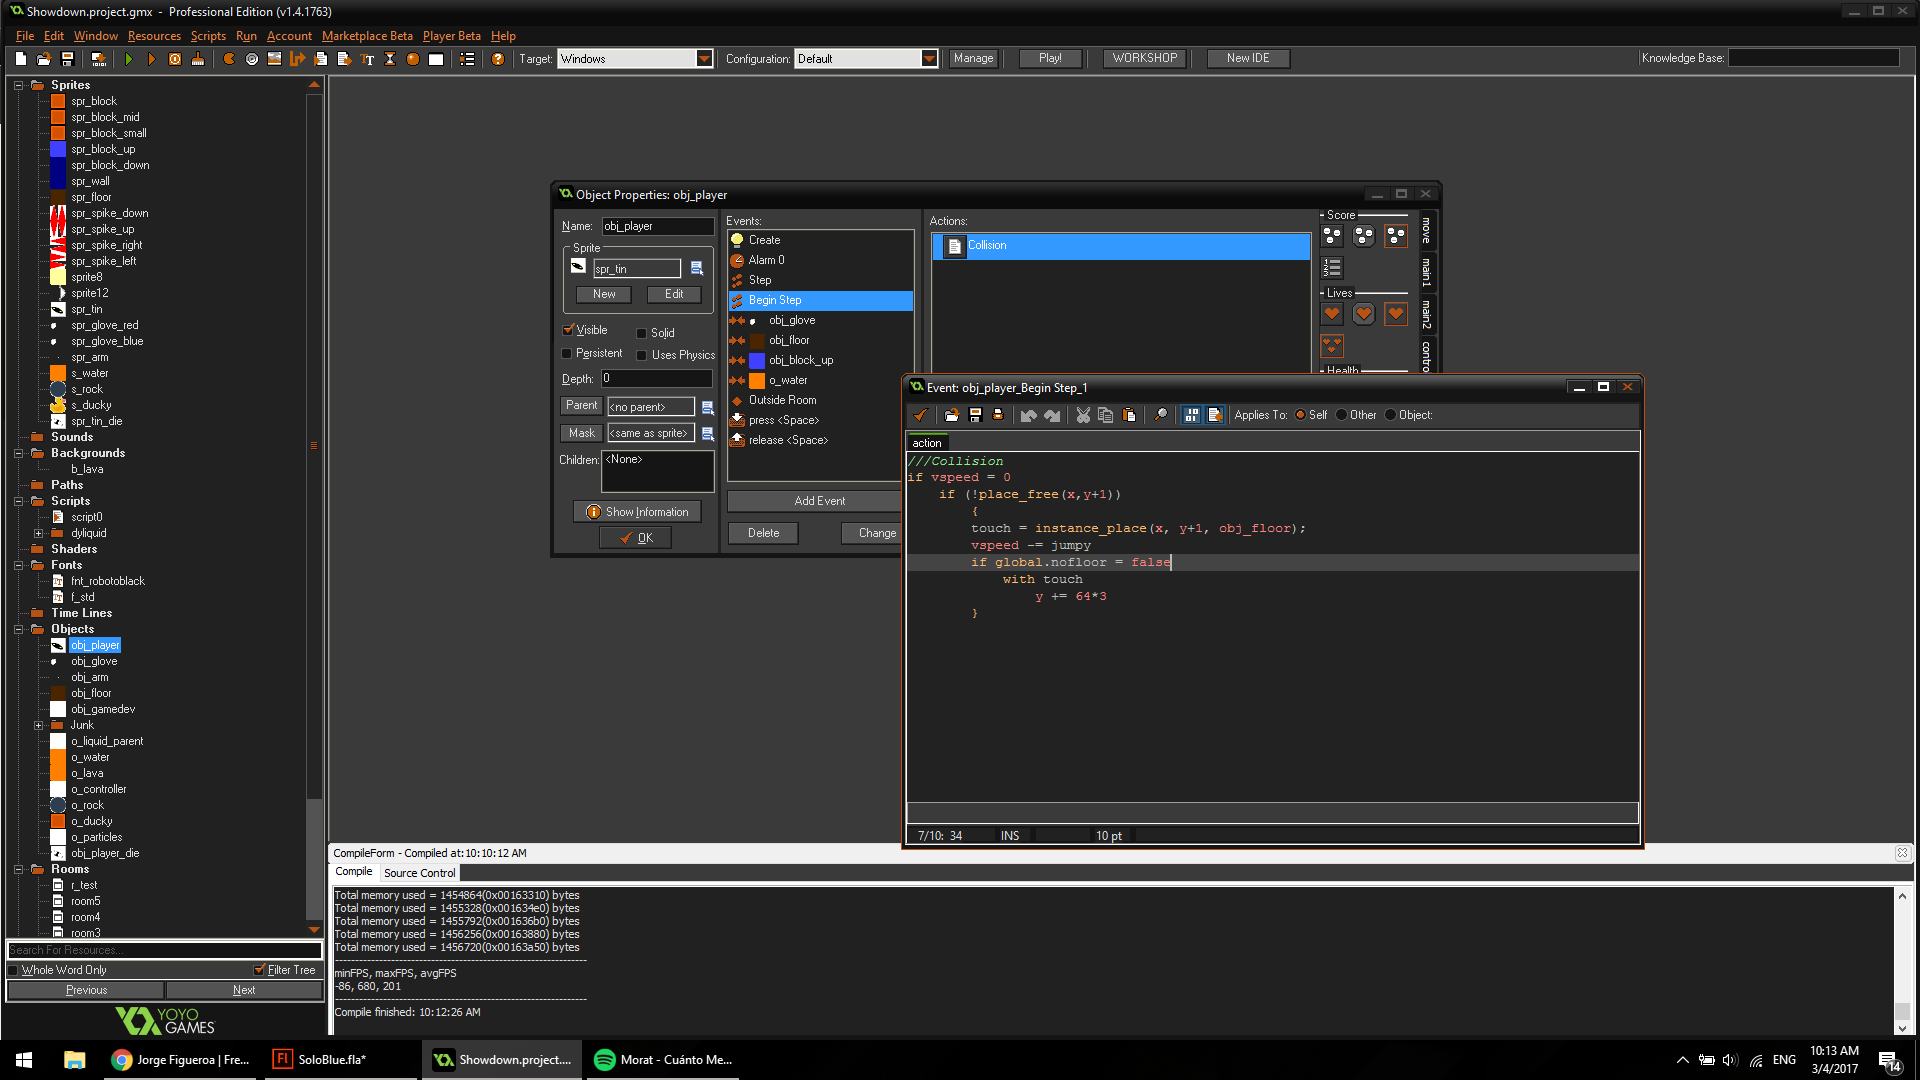 Showdown.project.gmx - Professional Edition (v1.4.1763)
File Edit Window Resources Scripts Run Account Marketplace Beta Player Beta Help
Target: Windows Configuration: Default Manage Play! WORKSHOP New IDE Knowledge Base:
Sprites
spr_block
spr_block_mid
spr_block_small
spr_block_up
spr_block_down
spr_wall
spr_floor
spr_spike_down
spr_spike_up
spr_spike_right
spr_spike_left
sprite8
sprite12
spr_tin
spr_glove_red
spr_glove_blue
spr_arm
s_water
s_rock
s_ducky
spr_tin_die
Sounds
Backgrounds
b_lava
Paths
Scripts
script0
dyliquid
Shaders
Fonts
fnt_robotoblack
f_std
Time Lines
Objects
obj_player
obj_glove
obj_arm
obj_floor
obj_gamedev
Junk
o_liquid_parent
o_water
o_lava
o_controller
o_rock
o_ducky
o_particles
obj_player_die
Rooms
r_test
room5
room4
room3
Search For Resources...
Whole Word Only Filter Tree
Previous Next
YOYO
GAMES
Object Properties: obj_player
Name: obj_player
Sprite
spr_tin
New Edit
Visible Solid
Persistent Uses Physics
Depth: 0
Parent <no parent>
Mask <same as sprite>
Children: <None>
Show Information
OK
Events:
Create
Alarm 0
Step
Begin Step
obj_glove
obj_floor
obj_block_up
o_water
Outside Room
press <Space>
release <Space>
Add Event
Delete Change
Actions:
Collision
Score
Lives
Health
move
main1
main2
control
Event: obj_player_Begin Step_1
Applies To: Self Other Object:
action
///Collision
if vspeed = 0
if (!place_free(x,y+1))
{
touch = instance_place(x, y+1, obj_floor);
vspeed -= jumpy
if global.nofloor = false
with touch
y += 64*3
}
7/10: 34 INS 10 pt
CompileForm - Compiled at:10:10:12 AM
Compile Source Control
Total memory used = 1454864(0x00163310) bytes
Total memory used = 1455328(0x001634e0) bytes
Total memory used = 1455792(0x001636b0) bytes
Total memory used = 1456256(0x00163880) bytes
Total memory used = 1456720(0x00163a50) bytes
minFPS, maxFPS, avgFPS
-86, 680, 201
Compile finished: 10:12:26 AM
Jorge Figueroa | Fre...
Fl SoloBlue.fla*
Showdown.project....
Morat - Cuánto Me...
ENG
10:13 AM
3/4/2017
14